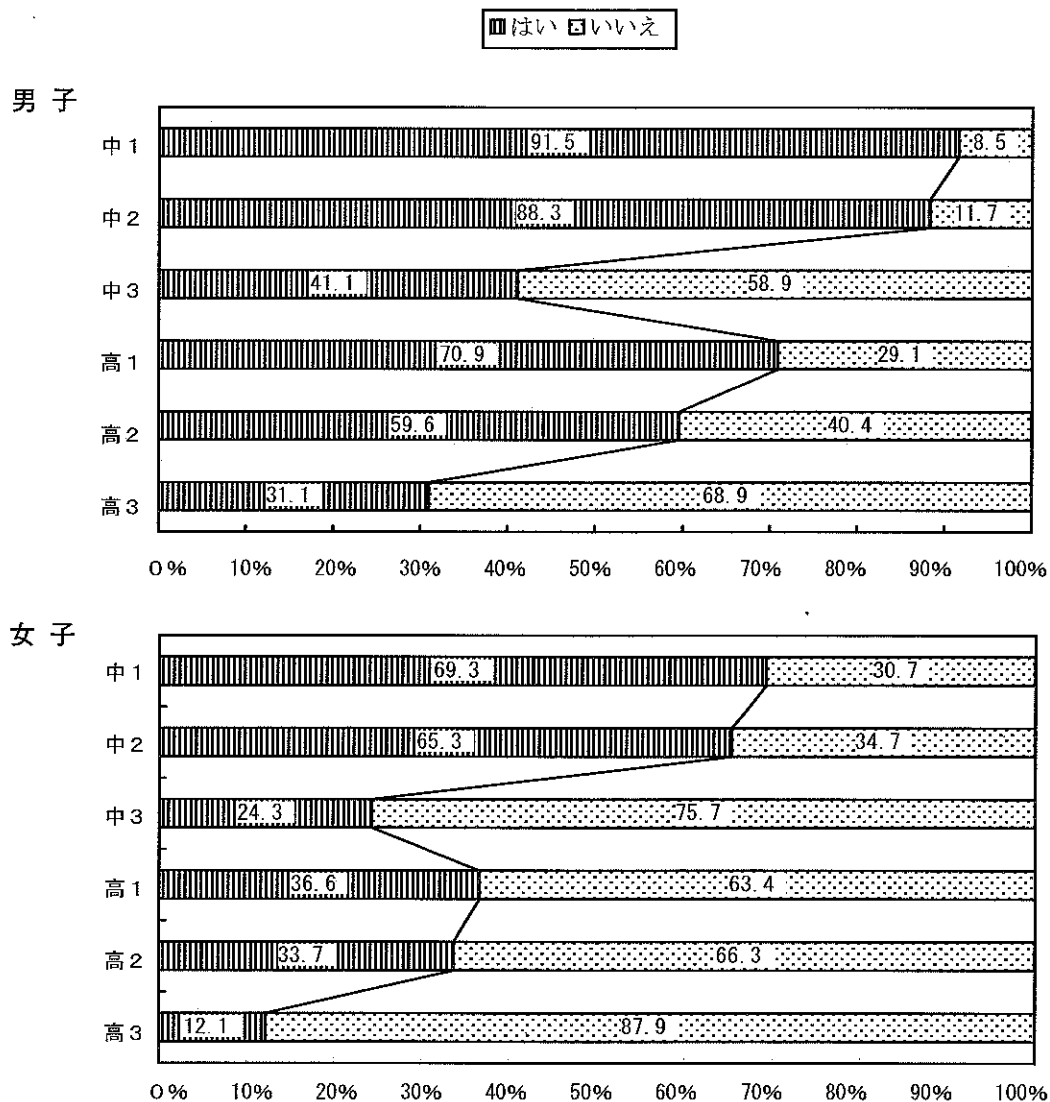 はい いいえ
男子
中1 91.5 8.5
中2 88.3 11.7
中3 41.1 58.9
高1 70.9 29.1
高2 59.6 40.4
高3 31.1 68.9
0% 10% 20% 30% 40% 50% 60% 70% 80% 90% 100%
女子
中1 69.3 30.7
中2 65.3 34.7
中3 24.3 75.7
高1 36.6 63.4
高2 33.7 66.3
高3 12.1 87.9
0% 10% 20% 30% 40% 50% 60% 70% 80% 90% 100%